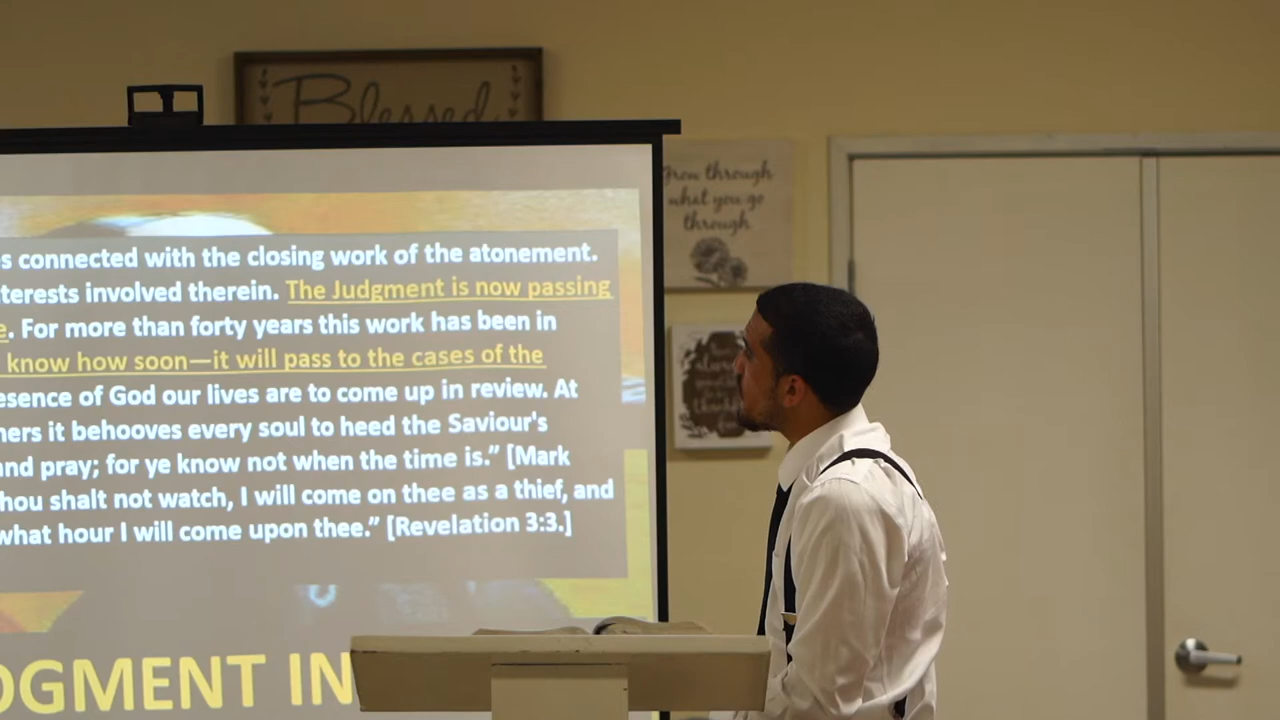 Blessed
Grow through
what you go
through
s connected with the closing work of the atonement.
terests involved therein. The Judgment is now passing
e. For more than forty years this work has been in
know how soon—it will pass to the cases of the
esence of God our lives are to come up in review. At
hers it behooves every soul to heed the Saviour's
and pray; for ye know not when the time is.” [Mark
hou shalt not watch, I will come on thee as a thief, and
what hour I will come upon thee.” [Revelation 3:3.]
DGMENT IN